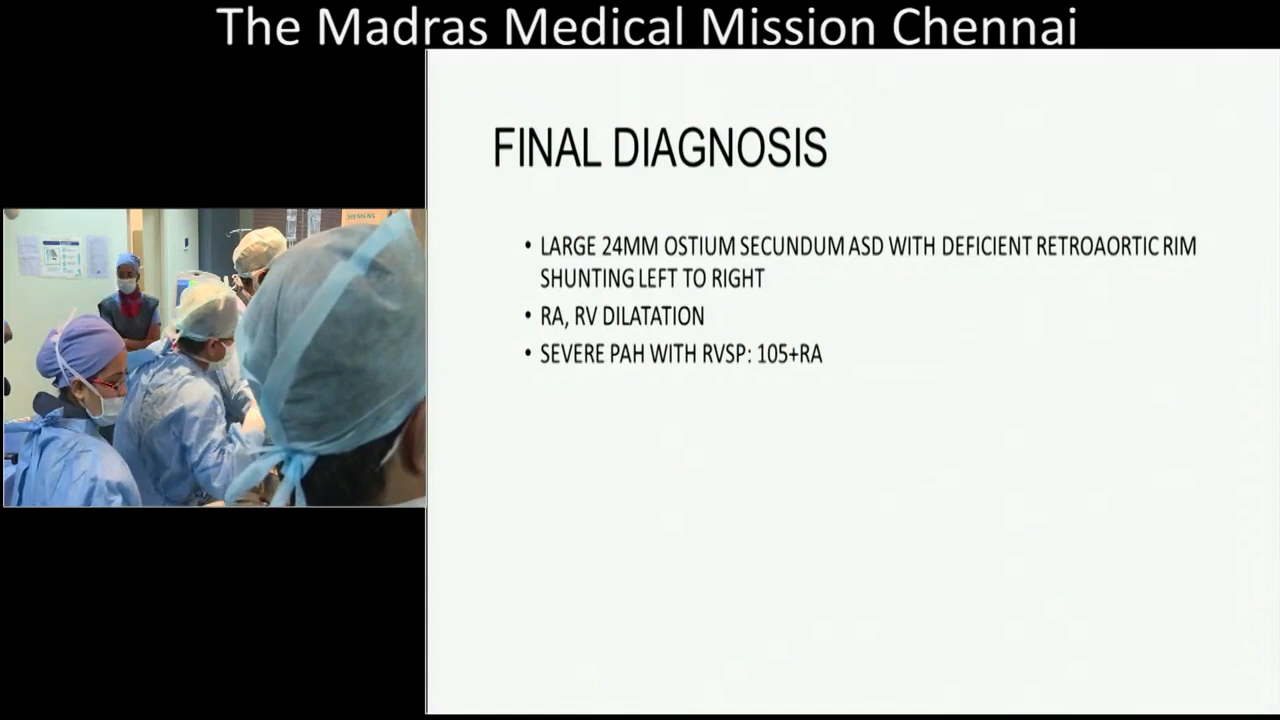 The Madras Medical Mission Chennai
FINAL DIAGNOSIS
• LARGE 24MM OSTIUM SECUNDUM ASD WITH DEFICIENT RETROAORTIC RIM
SHUNTING LEFT TO RIGHT
• RA, RV DILATATION
• SEVERE PAH WITH RVSP: 105+RA
SIEMENS